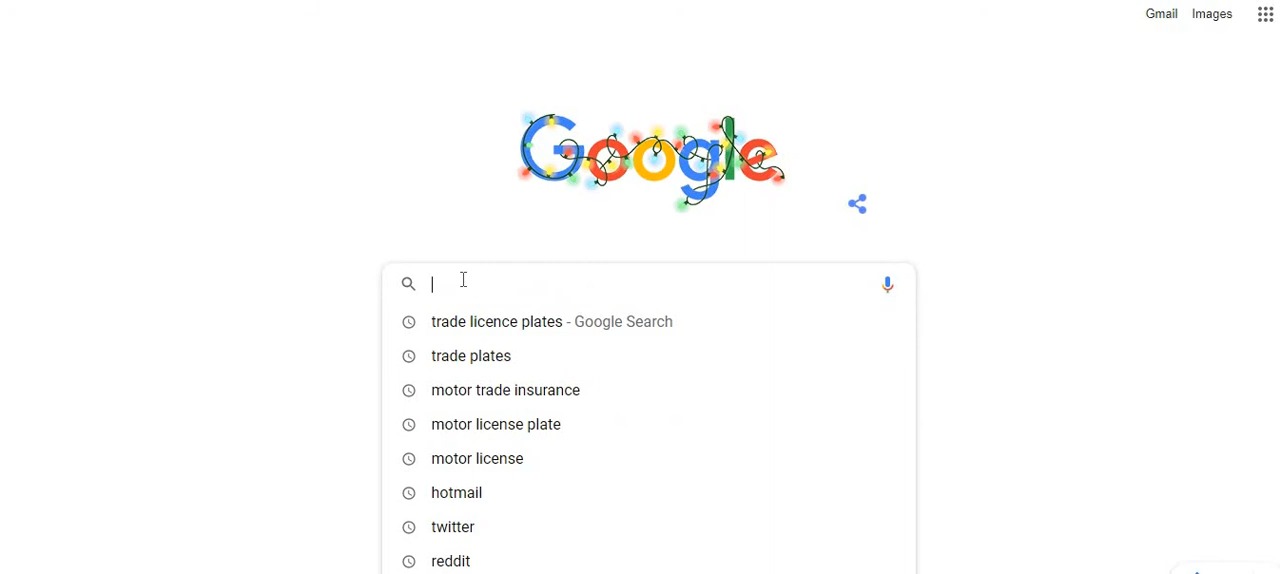 Gmail Images
Google
trade licence plates - Google Search
trade plates
motor trade insurance
motor license plate
motor license
hotmail
twitter
reddit